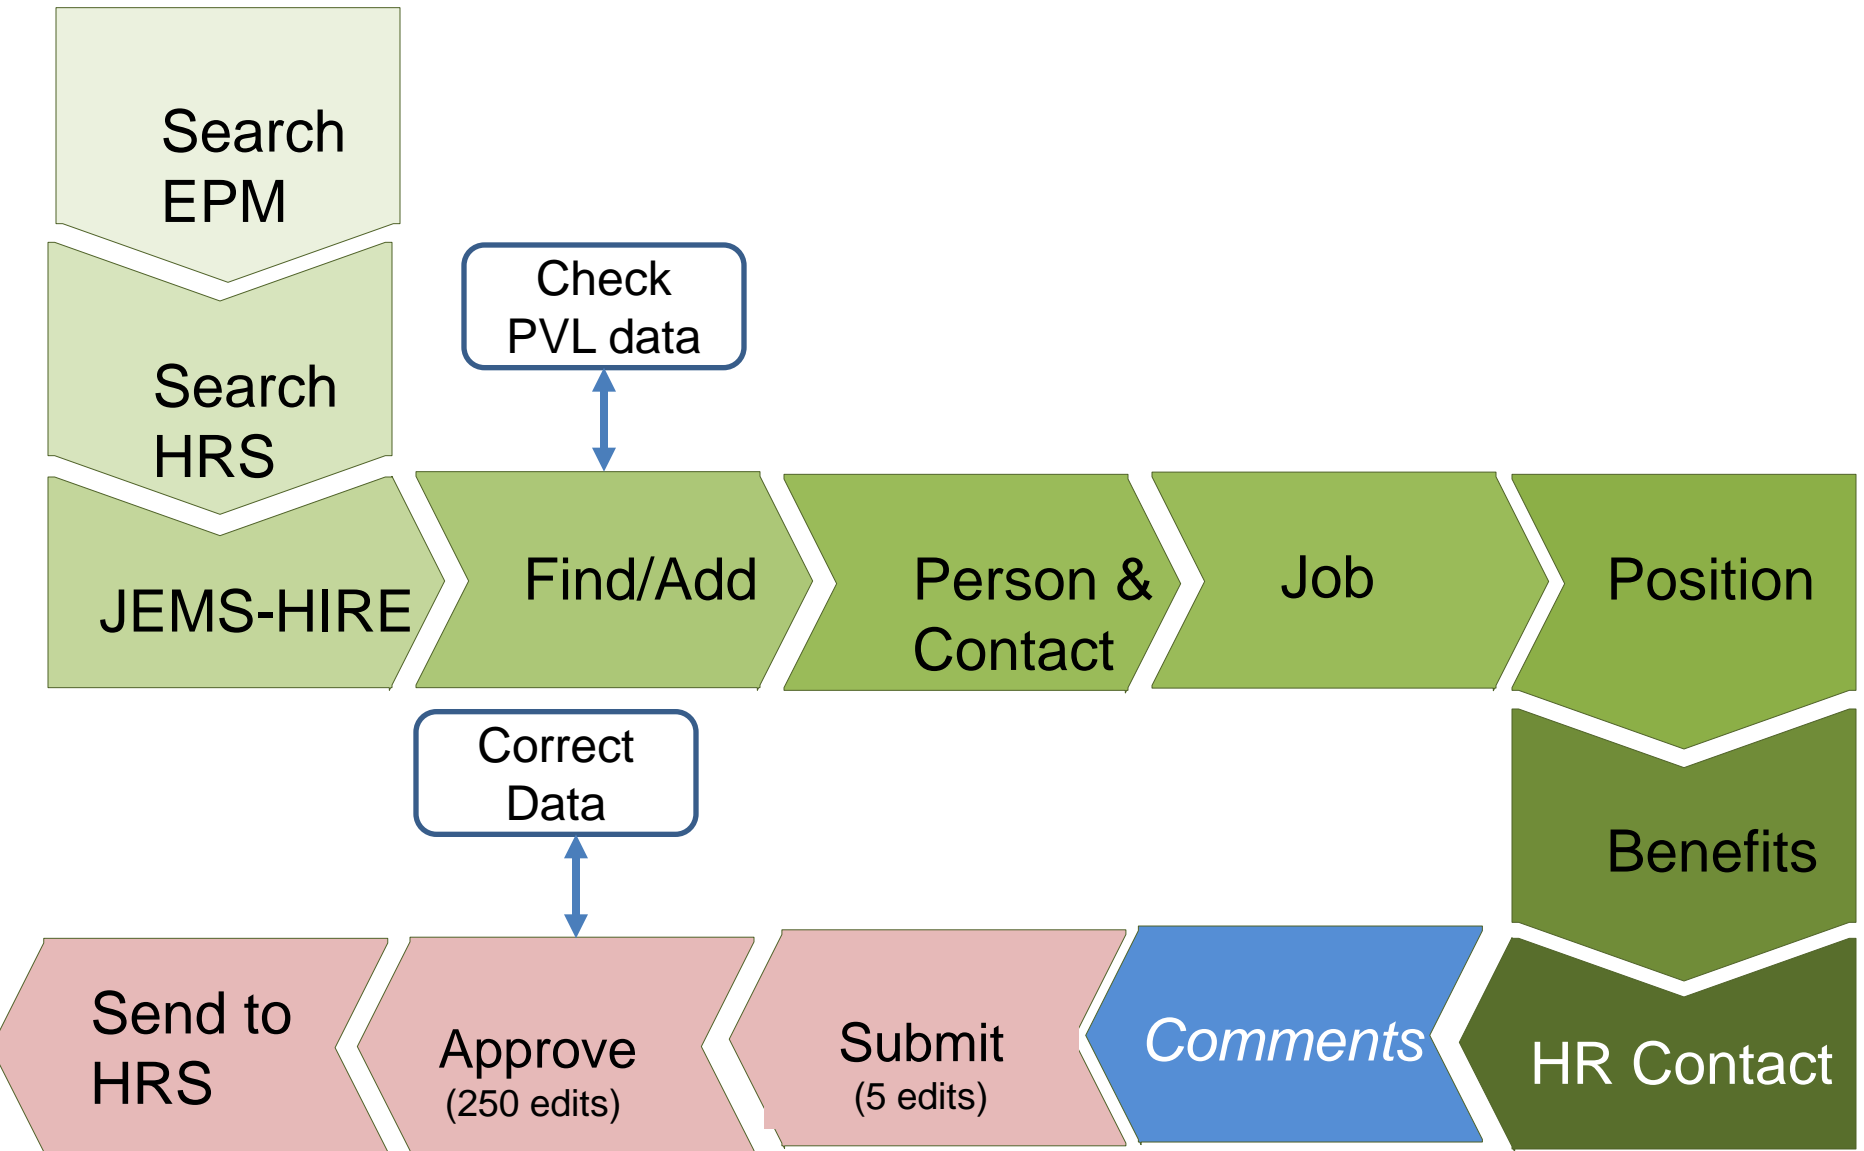 Search
EPM
Check
PVL data
Search
HRS
JEMS-HIRE
Find/Add
Person &
Contact
Job
Position
Correct
Data
Benefits
Send to
HRS
Approve
(250 edits)
Submit
(5 edits)
Comments
HR Contact